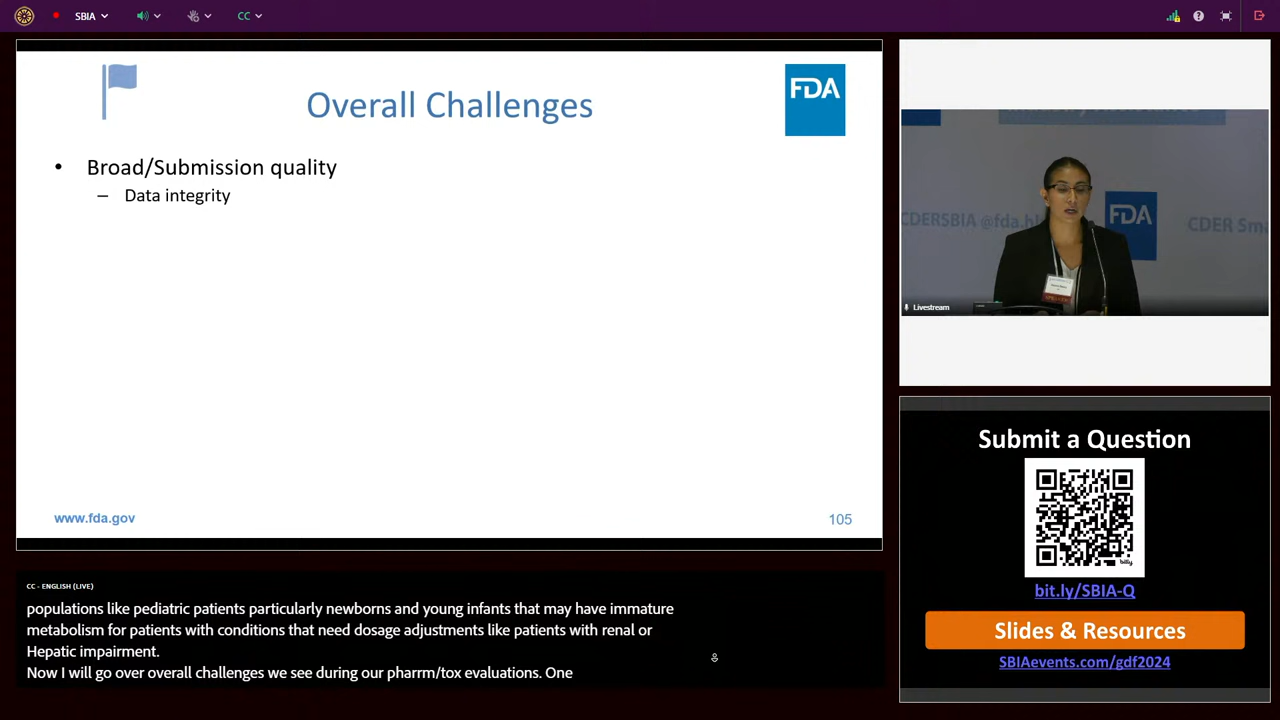 SBIA
CC
Overall Challenges
FDA
• Broad/Submission quality
– Data integrity
www.fda.gov
105
CDERSBIA @fda.h
FDA
CDER Sma
Livestream
Submit a Question
bitly
bit.ly/SBIA-Q
Slides & Resources
SBIAevents.com/gdf2024
CC - ENGLISH (LIVE)
populations like pediatric patients particularly newborns and young infants that may have immature
metabolism for patients with conditions that need dosage adjustments like patients with renal or
Hepatic impairment.
Now I will go over overall challenges we see during our pharrm/tox evaluations. One